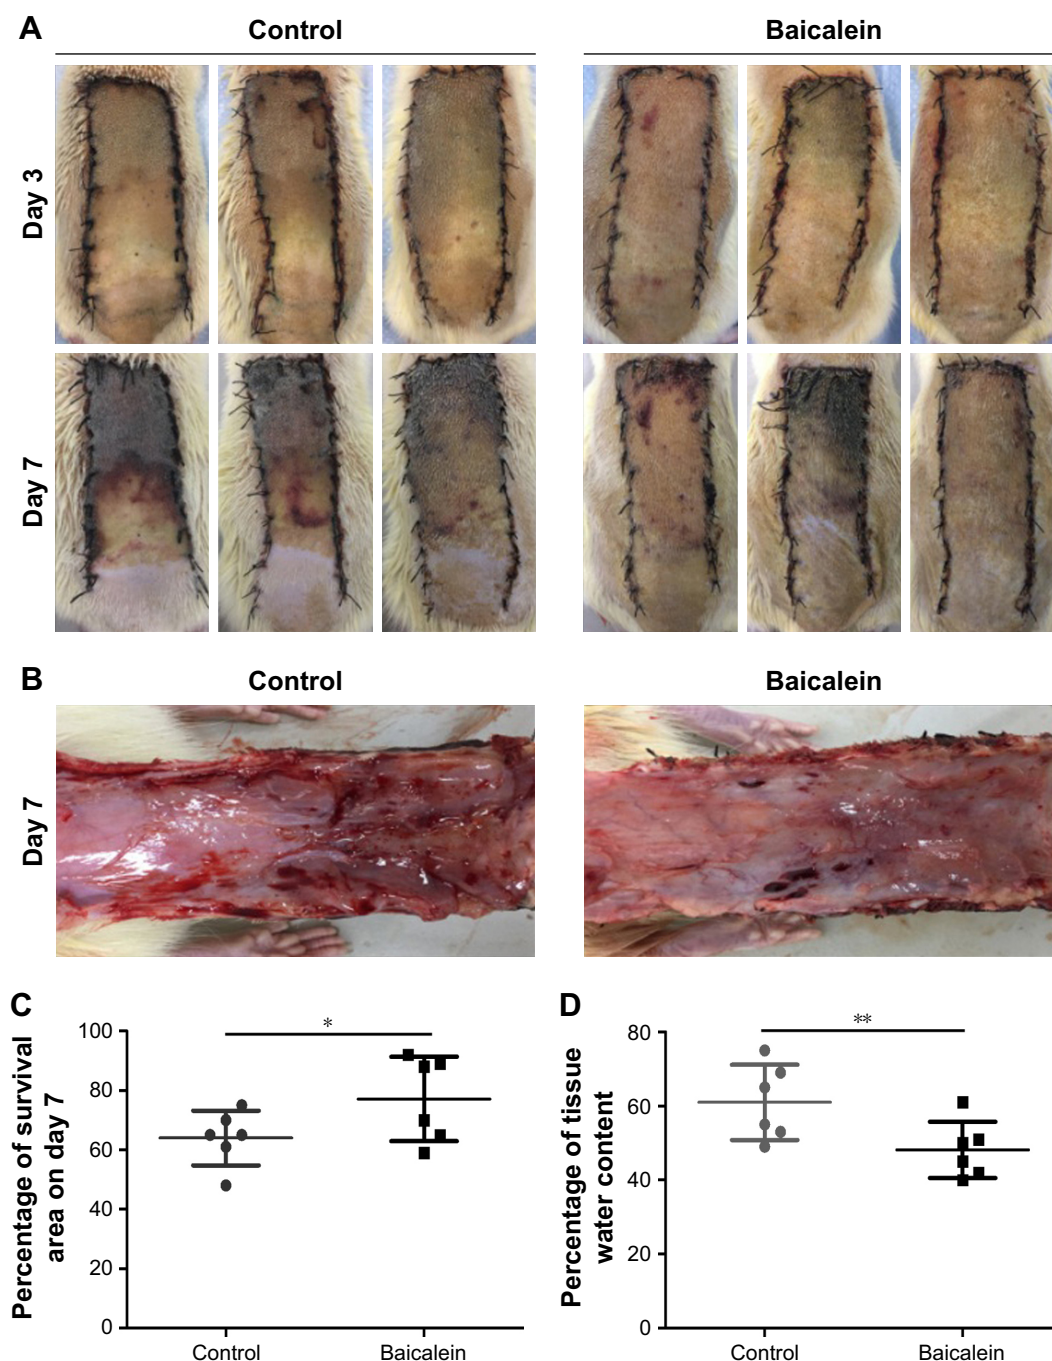 A
Control
Baicalein
Day 3
Day 7
B
Control
Baicalein
Day 7
C
Percentage of survival
area on day 7
100
80
60
40
20
0
*
Control
Baicalein
D
Percentage of tissue
water content
80
60
40
20
0
**
Control
Baicalein